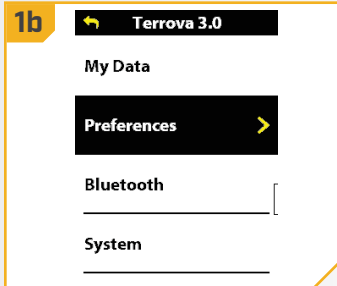 1b
Terrova 3.0
My Data
Preferences
Bluetooth
System